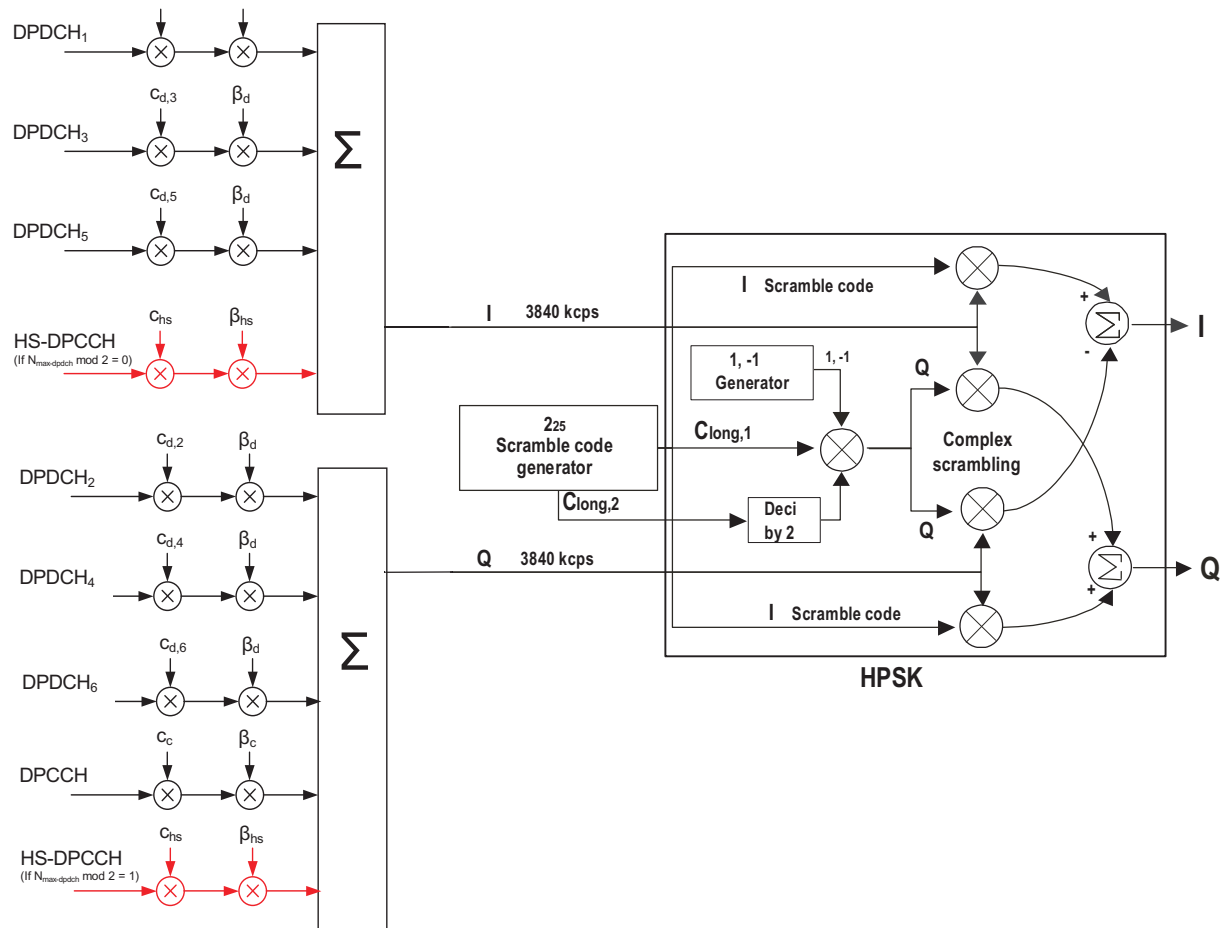 DPDCH1
cd,3
βd
DPDCH3
cd,5
βd
DPDCH5
chs
βhs
HS-DPCCH
(If Nmax-dpdch mod 2 = 0)
Σ
cd,2
βd
DPDCH2
cd,4
βd
DPDCH4
cd,6
βd
DPDCH6
cc
βc
DPCCH
chs
βhs
HS-DPCCH
(If Nmax-dpdch mod 2 = 1)
Σ
I 3840 kcps
Q 3840 kcps
I Scramble code
1, -1
Generator
1, -1
225
Scramble code
generator
Clong,1
Clong,2
Deci
by 2
Q
Complex
scrambling
Q
I Scramble code
+
Σ
-
I
+
Σ
+
Q
HPSK